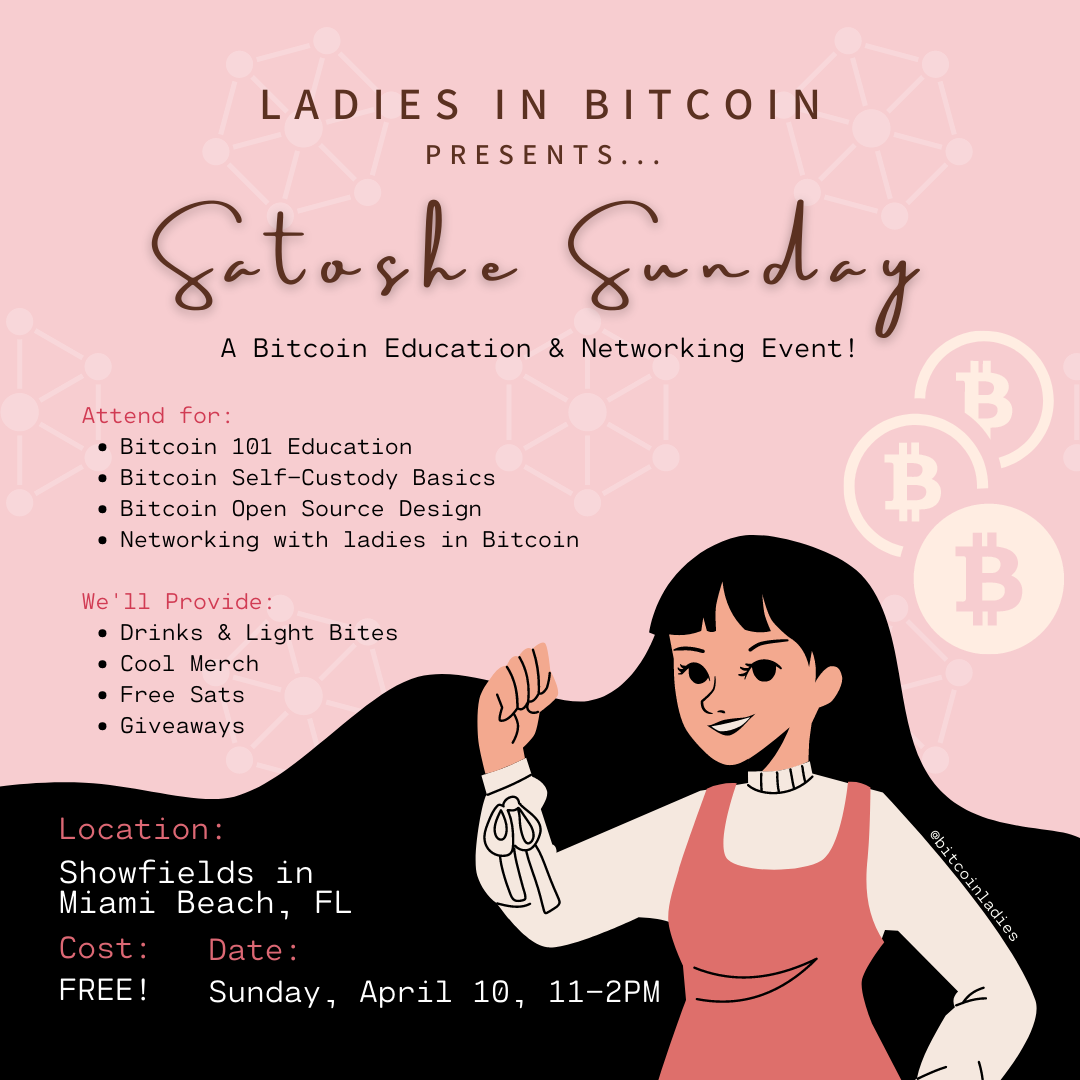 LADIES IN BITCOIN
PRESENTS...
Satoshe Sunday
A Bitcoin Education & Networking Event!
Attend for:
• Bitcoin 101 Education
• Bitcoin Self-Custody Basics
• Bitcoin Open Source Design
• Networking with ladies in Bitcoin
We'll Provide:
• Drinks & Light Bites
• Cool Merch
• Free Sats
• Giveaways
Location:
Showfields in
Miami Beach, FL
Cost:
FREE!
Date:
Sunday, April 10, 11-2PM
@bitcoinladies